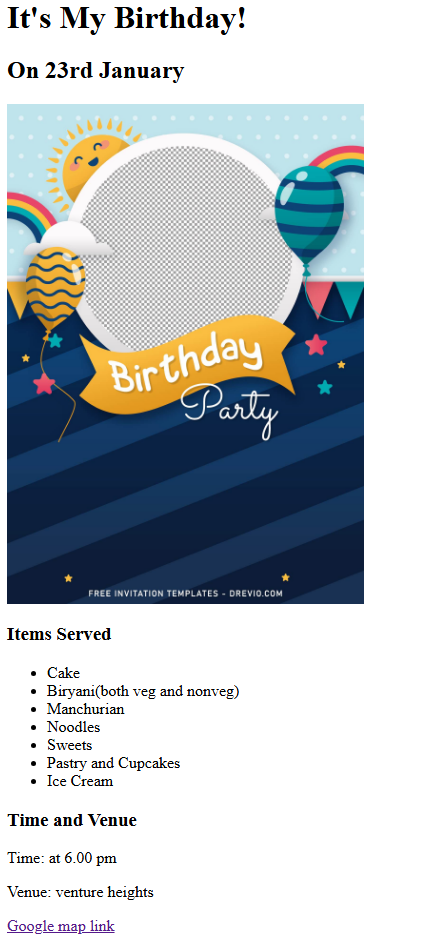 It's My Birthday!
On 23rd January
Birthday
Party
FREE INVITATION TEMPLATES - DREVIO.COM
Items Served
Cake
Biryani(both veg and nonveg)
Manchurian
Noodles
Sweets
Pastry and Cupcakes
Ice Cream
Time and Venue
Time: at 6.00 pm
Venue: venture heights
Google map link